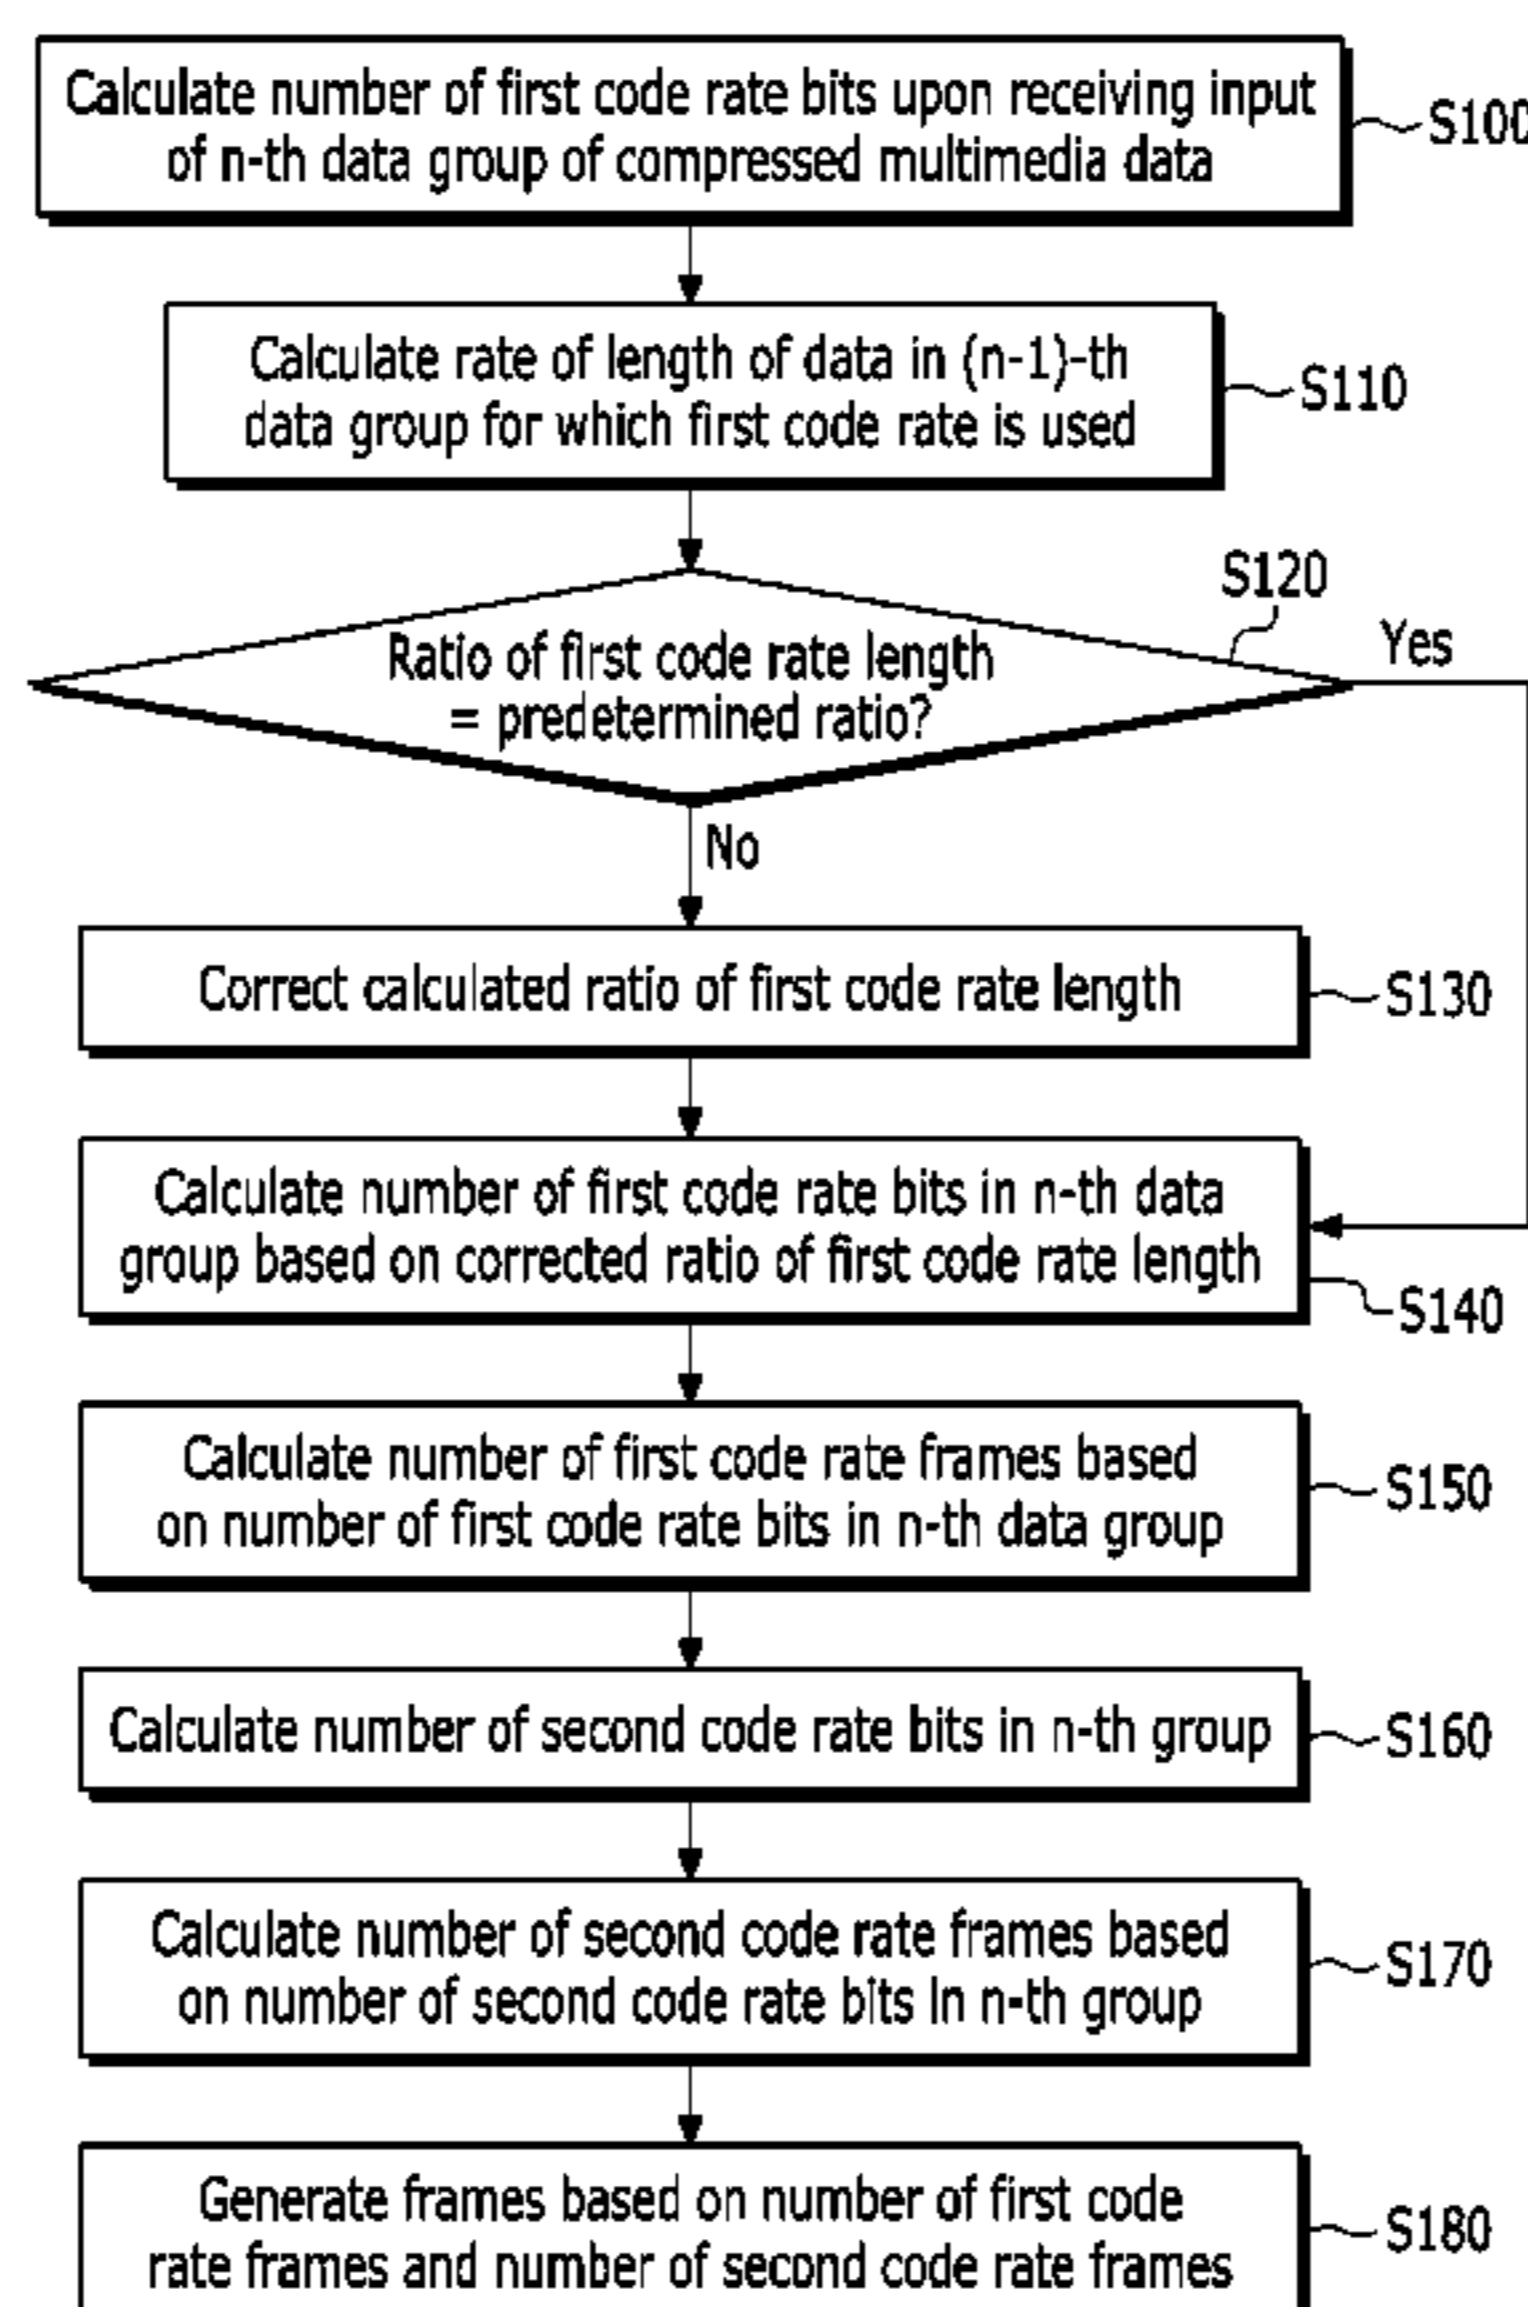 Calculate number of first code rate bits upon receiving input
of n-th data group of compressed multimedia data
S100
Calculate rate of length of data in (n-1)-th
data group for which first code rate is used
S110
S120
Yes
Ratio of first code rate length
= predetermined ratio?
No
Correct calculated ratio of first code rate length
S130
Calculate number of first code rate bits in n-th data
group based on corrected ratio of first code rate length
S140
Calculate number of first code rate frames based
on number of first code rate bits in n-th data group
S150
Calculate number of second code rate bits in n-th group
S160
Calculate number of second code rate frames based
on number of second code rate bits in n-th group
S170
Generate frames based on number of first code
rate frames and number of second code rate frames
S180